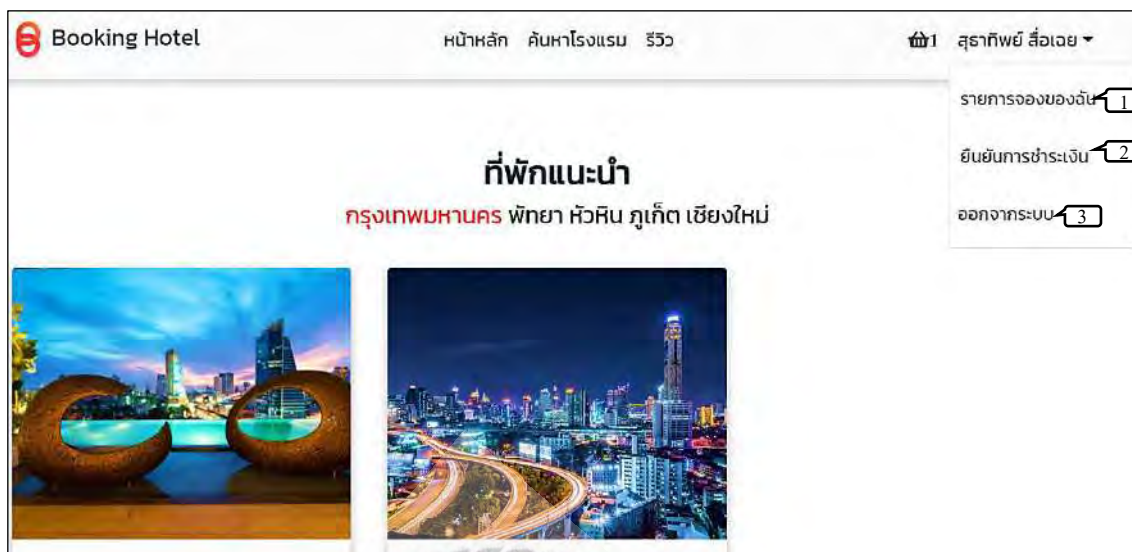 Booking Hotel
หน้าหลัก ค้นหาโรงแรม รีวิว
1 สุธาทิพย์ สื่อเฉย
รายการจองของฉัน 1
ยืนยันการชำระเงิน 2
ออกจากระบบ 3
ที่พักแนะนำ
กรุงเทพมหานคร พัทยา หัวหิน ภูเก็ต เชียงใหม่